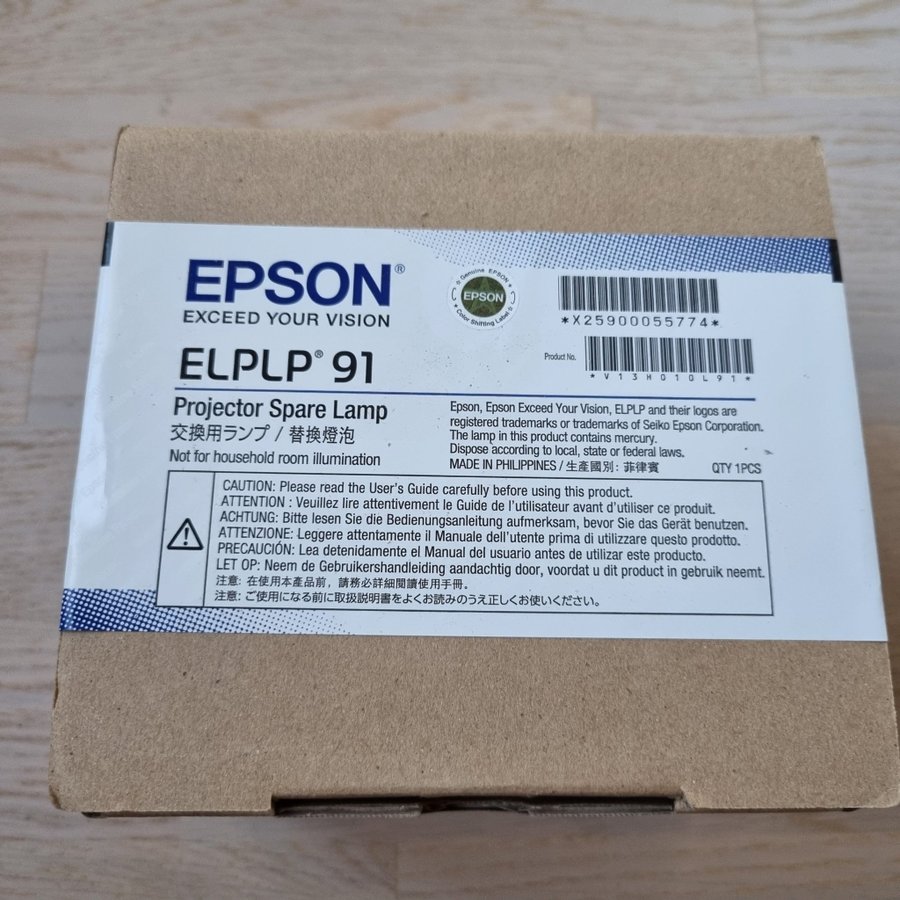 EPSON®
EXCEED YOUR VISION
Genuine EPSON
EPSON
Color Shifting Label
*X25900055774*
ELPLP® 91
Product No.
*V13H010L91*
Projector Spare Lamp
交換用ランプ / 替換燈泡
Not for household room illumination
Epson, Epson Exceed Your Vision, ELPLP and their logos are
registered trademarks or trademarks of Seiko Epson Corporation.
The lamp in this product contains mercury.
Dispose according to local, state or federal laws.
MADE IN PHILIPPINES / 生產國別：菲律賓
QTY 1PCS
CAUTION: Please read the User's Guide carefully before using this product.
ATTENTION : Veuillez lire attentivement le Guide de l'utilisateur avant d'utiliser ce produit.
ACHTUNG: Bitte lesen Sie die Bedienungsanleitung aufmerksam, bevor Sie das Gerät benutzen.
ATTENZIONE: Leggere attentamente il Manuale dell'utente prima di utilizzare questo prodotto.
PRECAUCIÓN: Lea detenidamente el Manual del usuario antes de utilizar este producto.
LET OP: Neem de Gebruikershandleiding aandachtig door, voordat u dit product in gebruik neemt.
注意: 在使用本產品前，請務必詳細閱讀使用手冊。
注意: ご使用になる前に取扱説明書をよくお読みのうえ正しくお使いください。